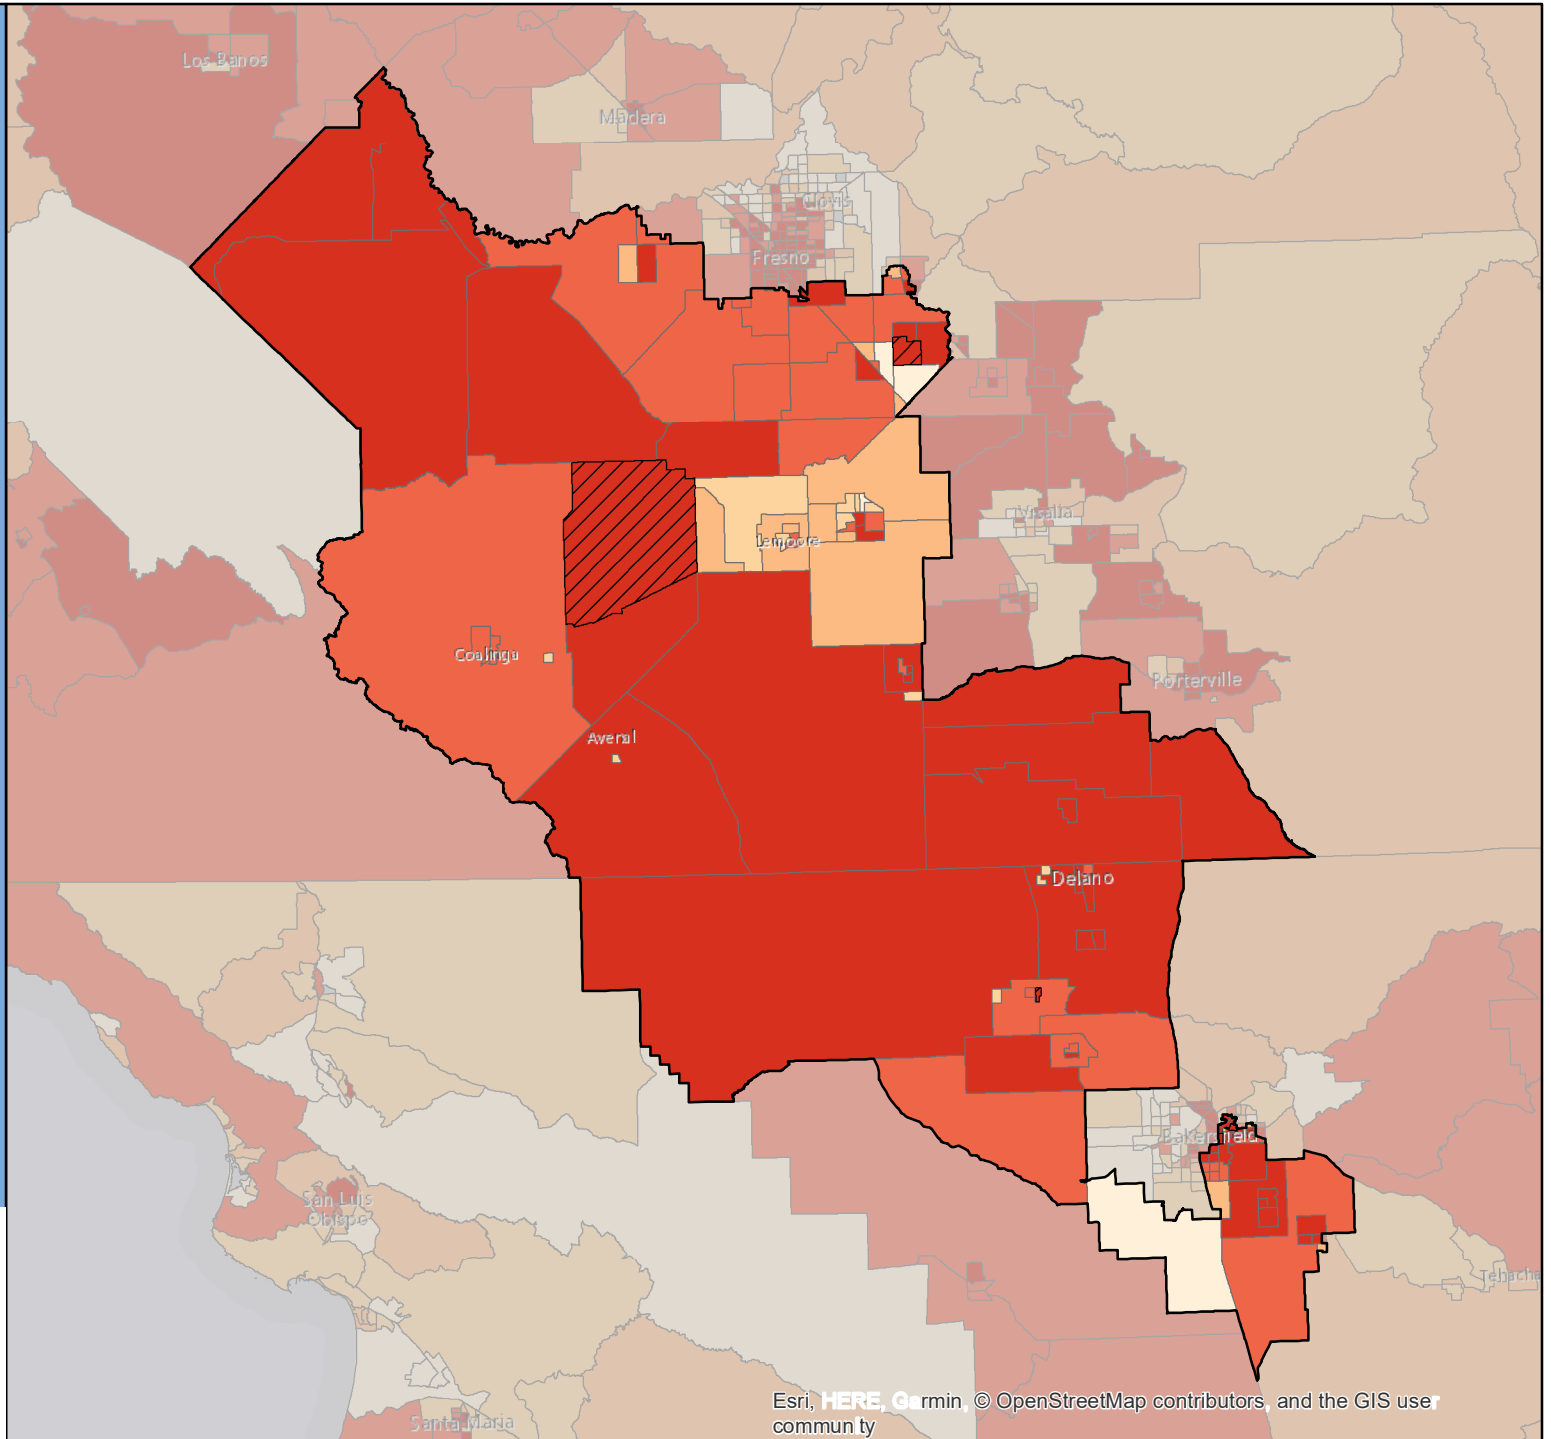 Los Banos
Madera
Clovis
Fresno
Visalia
Lemoore
Coalinga
Porterville
Avenal
Delano
Bakersfield
San Luis
Obispo
Tehacha
Santa Maria
Esri, HERE, Garmin, © OpenStreetMap contributors, and the GIS user
community